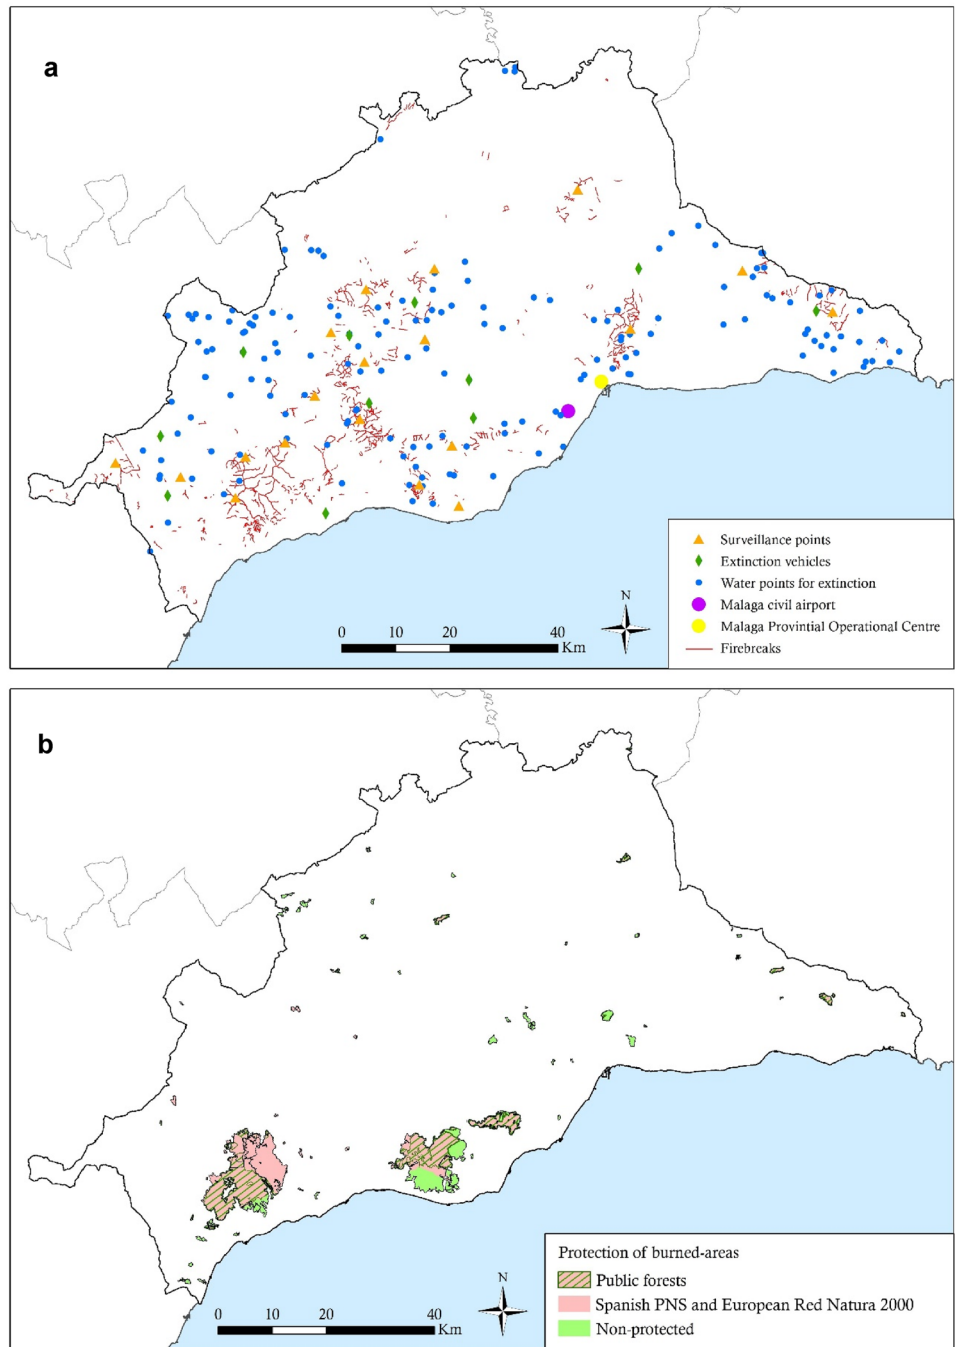 a
N
0 10 20 40
Km
Surveillance points
Extinction vehicles
Water points for extinction
Malaga civil airport
Malaga Provintial Operational Centre
Firebreaks
b
N
0 10 20 40
Km
Protection of burned-areas
Public forests
Spanish PNS and European Red Natura 2000
Non-protected